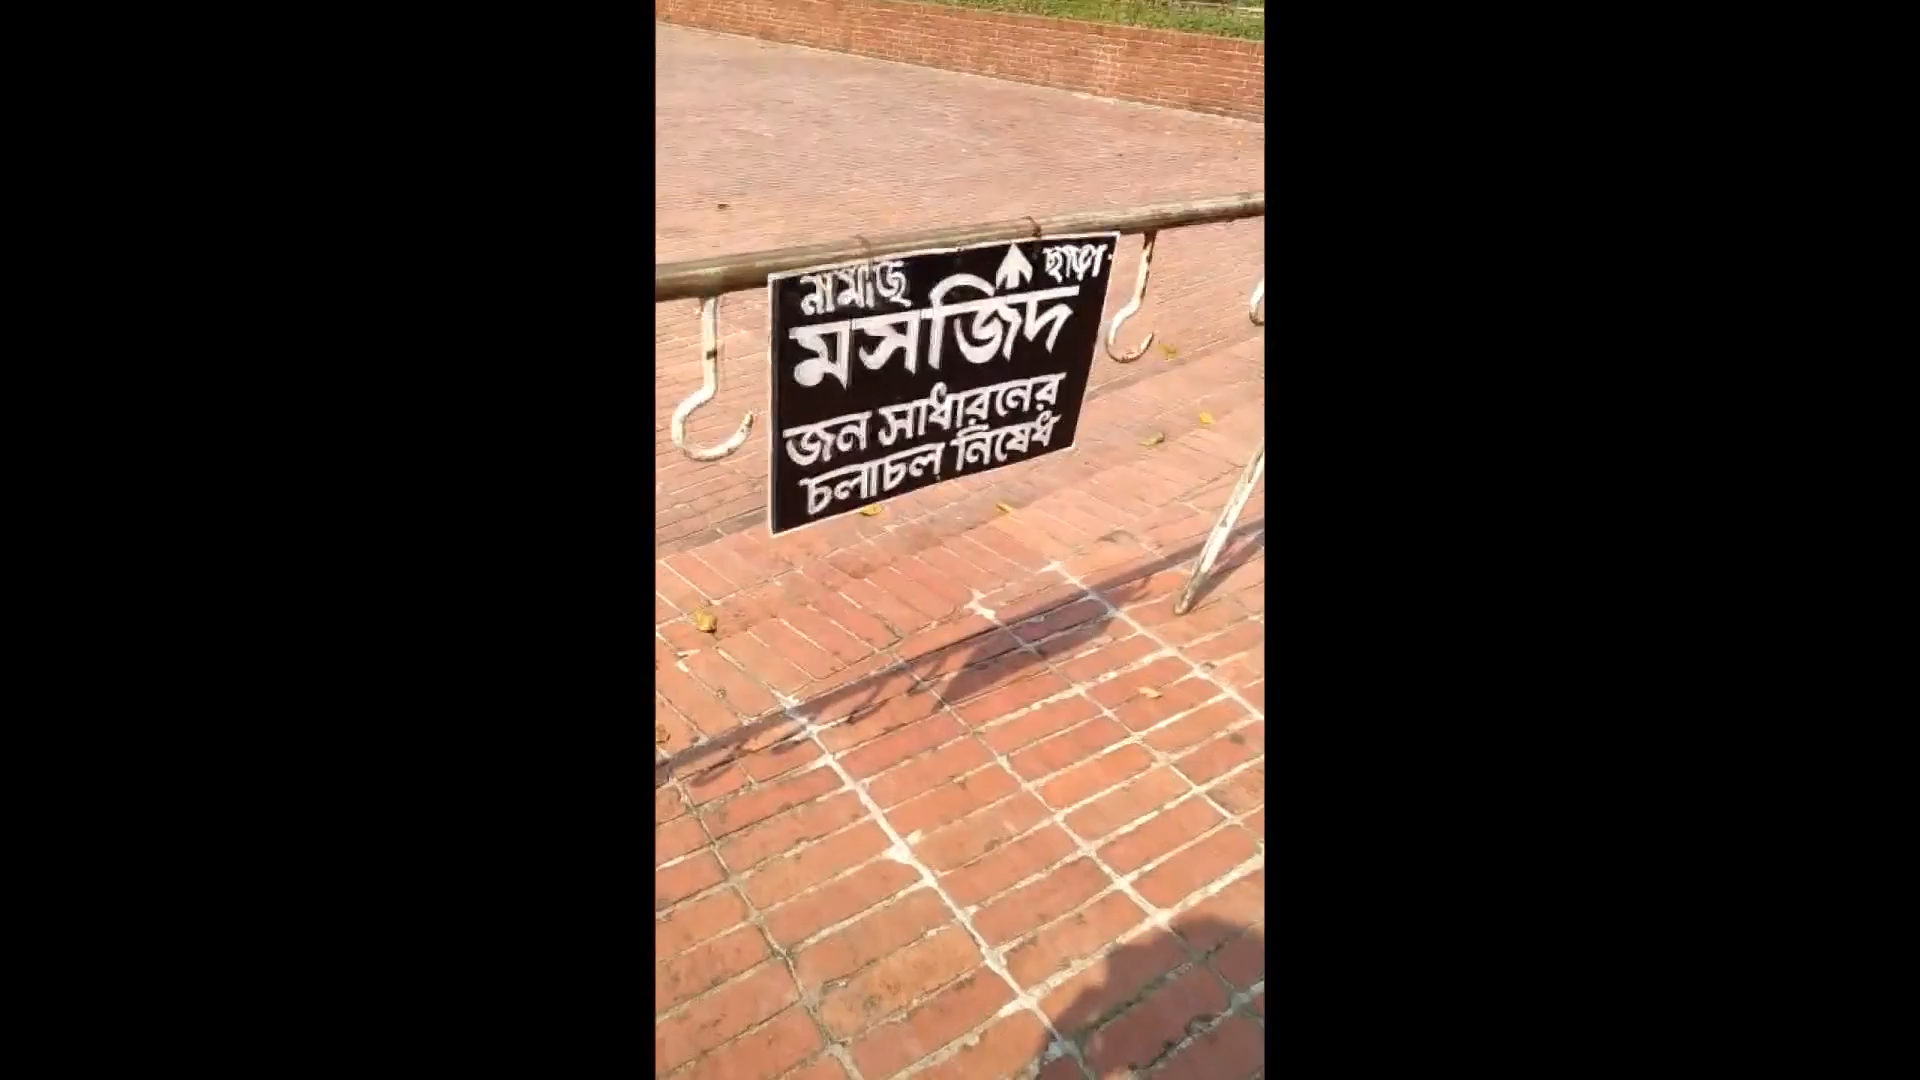 নামাজ ছাড়া
মসজিদ
জন সাধারনের
চলাচল নিষেধ